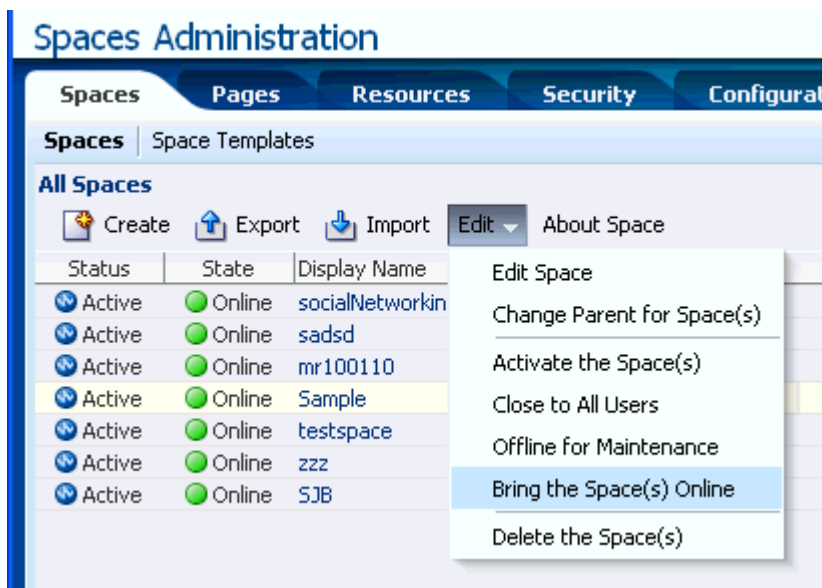 Spaces Administration
Spaces Pages Resources Security Configurat
Spaces Space Templates
All Spaces
Create Export Import Edit About Space
Status State Display Name
Active Online socialNetworkin
Active Online sadsd
Active Online mr100110
Active Online Sample
Active Online testspace
Active Online zzz
Active Online SJB
Edit Space
Change Parent for Space(s)
Activate the Space(s)
Close to All Users
Offline for Maintenance
Bring the Space(s) Online
Delete the Space(s)